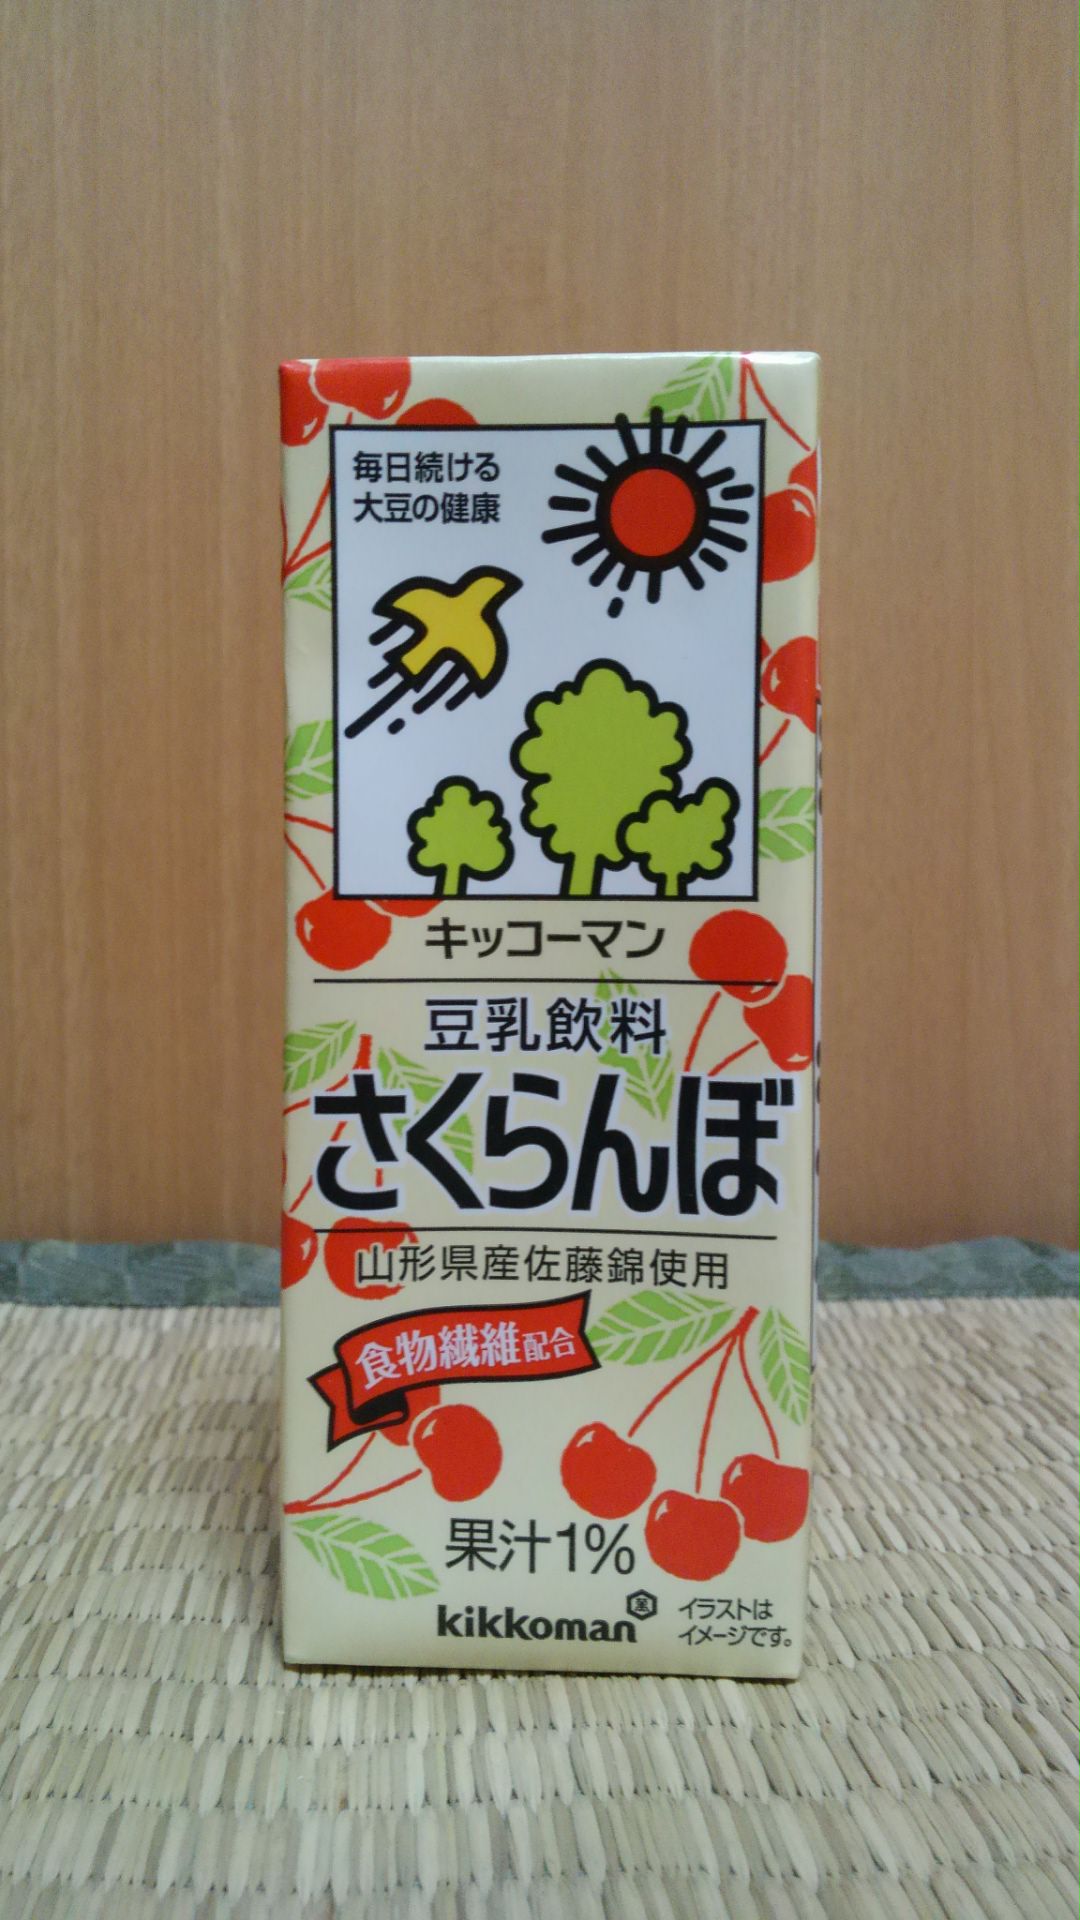 毎日続ける
大豆の健康
キッコーマン
豆乳飲料
さくらんぼ
山形県産佐藤錦使用
食物繊維配合
果汁1%
kikkoman 萬
イラストは
イメージです。